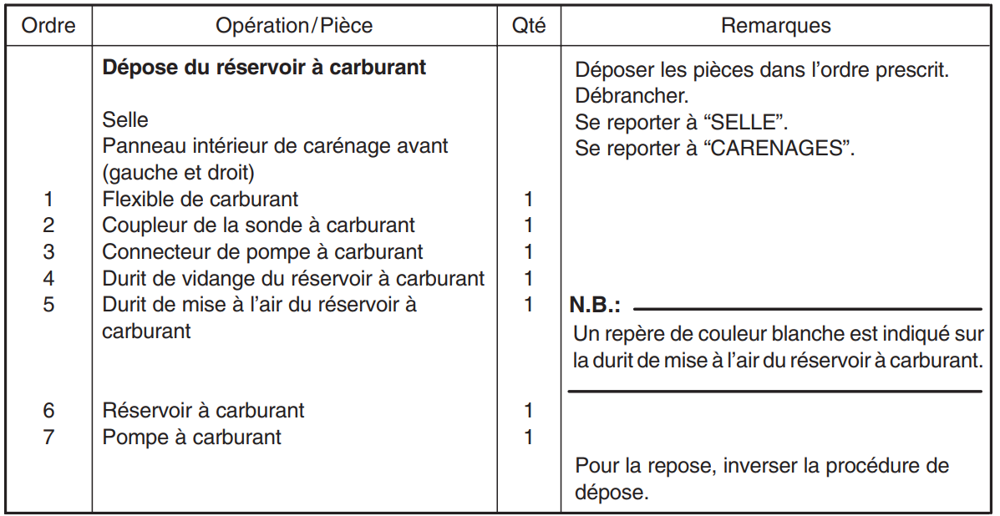 Ordre Opération/Pièce Qté Remarques
Dépose du réservoir à carburant Déposer les pièces dans l’ordre prescrit.
Débrancher.
Selle Se reporter à “SELLE”.
Panneau intérieur de carénage avant Se reporter à “CARENAGES”.
(gauche et droit)
1 Flexible de carburant 1
2 Coupleur de la sonde à carburant 1
3 Connecteur de pompe à carburant 1
4 Durit de vidange du réservoir à carburant 1
5 Durit de mise à l’air du réservoir à 1 N.B.:
carburant Un repère de couleur blanche est indiqué sur
la durit de mise à l’air du réservoir à carburant.
6 Réservoir à carburant 1
7 Pompe à carburant 1
Pour la repose, inverser la procédure de
dépose.